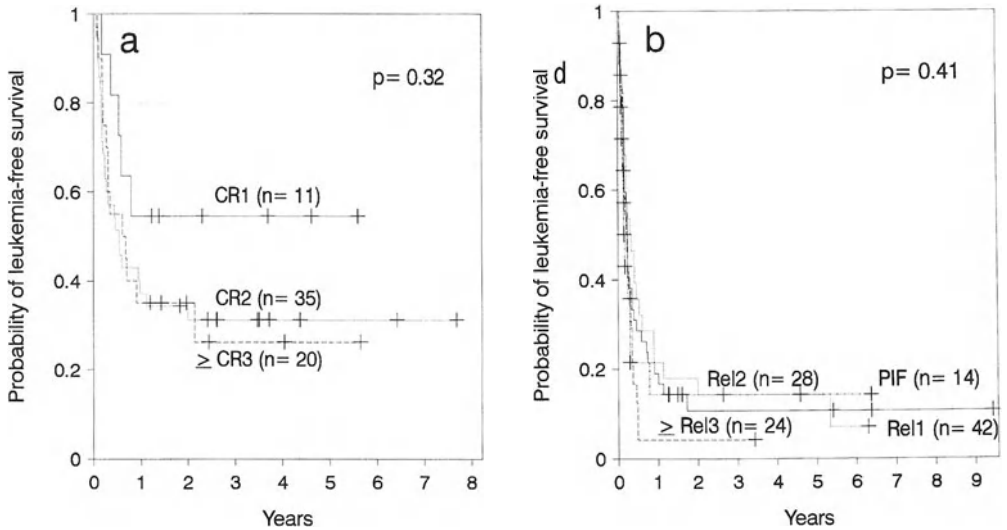 a
p= 0.32
CR1 (n= 11)
CR2 (n= 35)
≥ CR3 (n= 20)
Probability of leukemia-free survival
1
0.8
0.6
0.4
0.2
0
0 1 2 3 4 5 6 7 8
Years
b
d
p= 0.41
Rel2 (n= 28)
PIF (n= 14)
≥ Rel3 (n= 24)
Rel1 (n= 42)
Probability of leukemia-free survival
1
0.8
0.6
0.4
0.2
0
0 1 2 3 4 5 6 7 8 9
Years